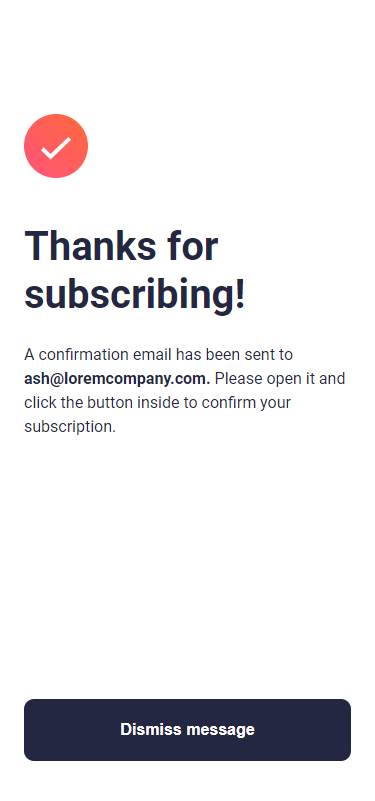 Thanks for
subscribing!
A confirmation email has been sent to
ash@loremcompany.com. Please open it and
click the button inside to confirm your
subscription.
Dismiss message